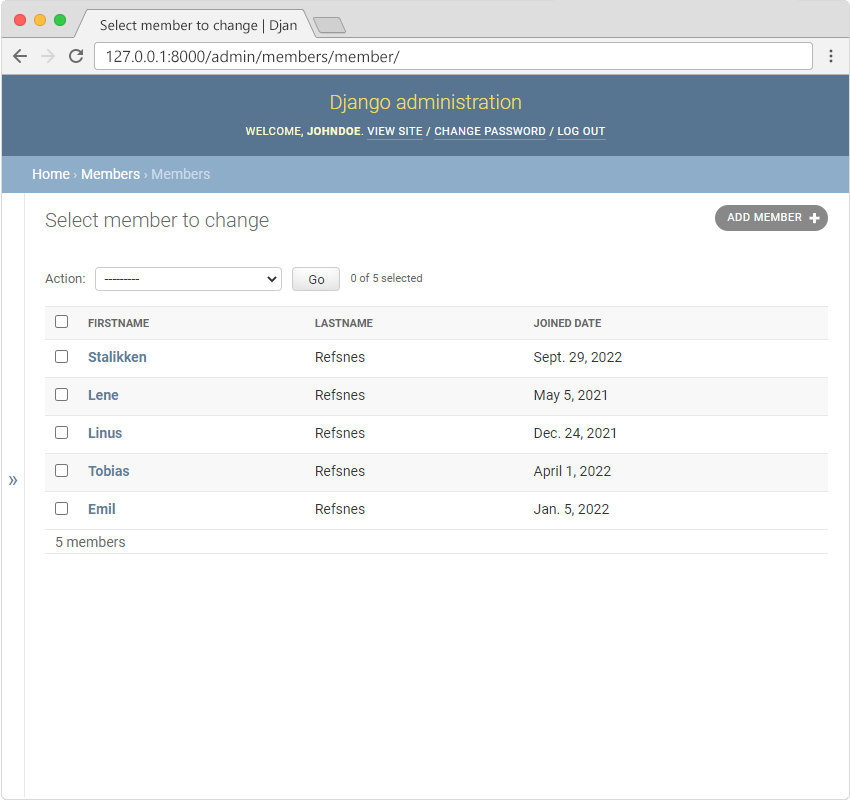 Select member to change | Djan
127.0.0.1:8000/admin/members/member/
Django administration
WELCOME, JOHNDOE. VIEW SITE / CHANGE PASSWORD / LOG OUT
Home › Members › Members
Select member to change
ADD MEMBER +
Action: --------- Go 0 of 5 selected
FIRSTNAME LASTNAME JOINED DATE
Stalikken Refsnes Sept. 29, 2022
Lene Refsnes May 5, 2021
Linus Refsnes Dec. 24, 2021
Tobias Refsnes April 1, 2022
Emil Refsnes Jan. 5, 2022
»
5 members